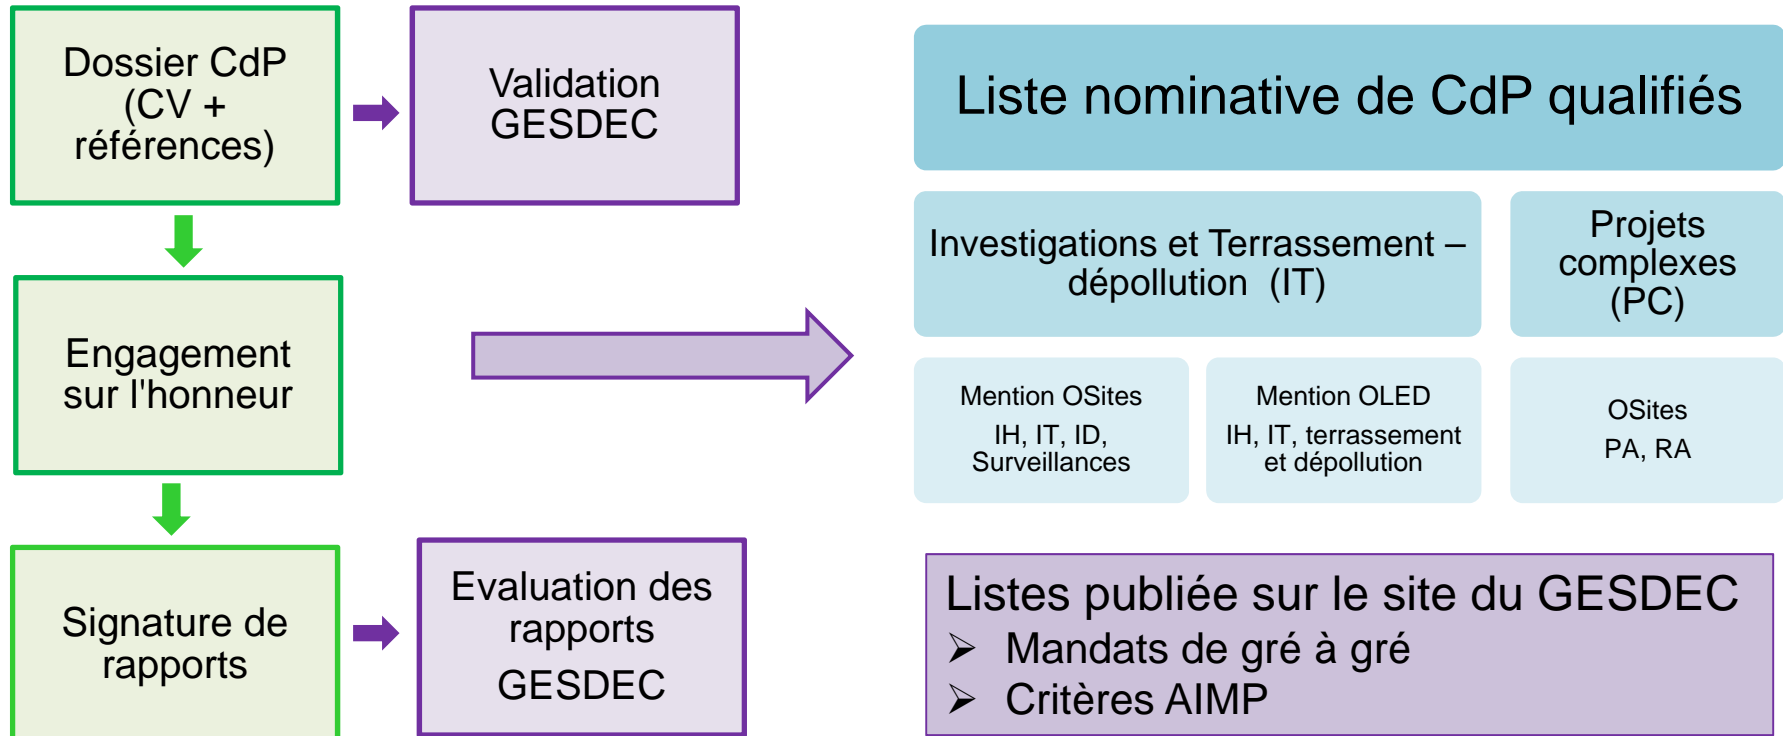 Dossier CdP
(CV +
références)
Validation
GESDEC
Engagement
sur l'honneur
Signature de
rapports
Evaluation des
rapports
GESDEC
Liste nominative de CdP qualifiés
Investigations et Terrassement –
dépollution (IT)
Projets
complexes
(PC)
Mention OSites
IH, IT, ID,
Surveillances
Mention OLED
IH, IT, terrassement
et dépollution
OSites
PA, RA
Listes publiée sur le site du GESDEC
➢ Mandats de gré à gré
➢ Critères AIMP